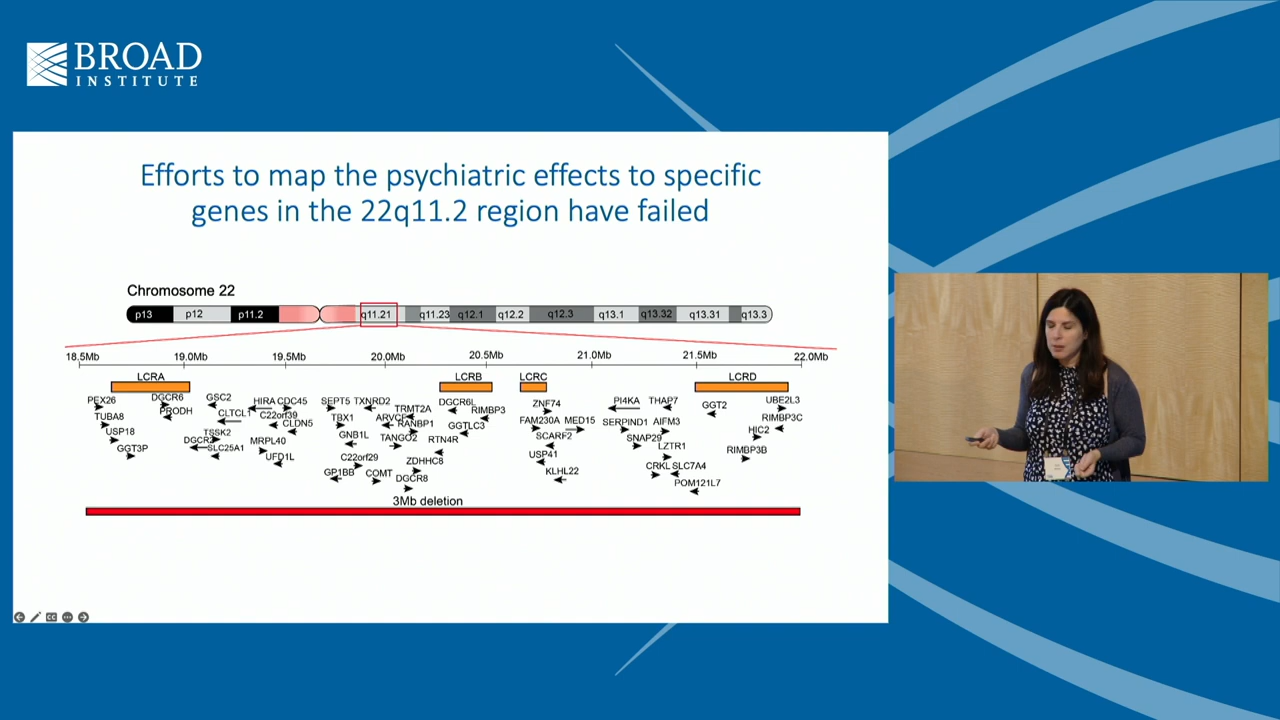 BROAD
INSTITUTE
Efforts to map the psychiatric effects to specific
genes in the 22q11.2 region have failed
Chromosome 22
p13 p12 p11.2 q11.21 q11.23 q12.1 q12.2 q12.3 q13.1 q13.32 q13.31 q13.3
18.5Mb 19.0Mb 19.5Mb 20.0Mb 20.5Mb 21.0Mb 21.5Mb 22.0Mb
LCRA LCRB LCRC LCRD
PEX26 DGCR6 GSC2 HIRA CDC45 SEPT5 TXNRD2 DGCR6L ZNF74 PI4KA THAP7 GGT2 UBE2L3
TUBA8 PRODH CLTCL1 C22orf39 TBX1 ARVCF TRMT2A RIMBP3 FAM230A MED15 SERPIND1 AIFM3 RIMBP3C
USP18 TSSK2 CLDN5 GNB1L RANBP1 GGTLC3 SCARF2 SNAP29 HIC2
GGT3P DGCR2 SLC25A1 MRPL40 TANGO2 RTN4R USP41 LZTR1 RIMBP3B
UFD1L C22orf29 ZDHHC8 KLHL22 CRKL SLC7A4
GP1BB COMT DGCR8 POM121L7
3Mb deletion